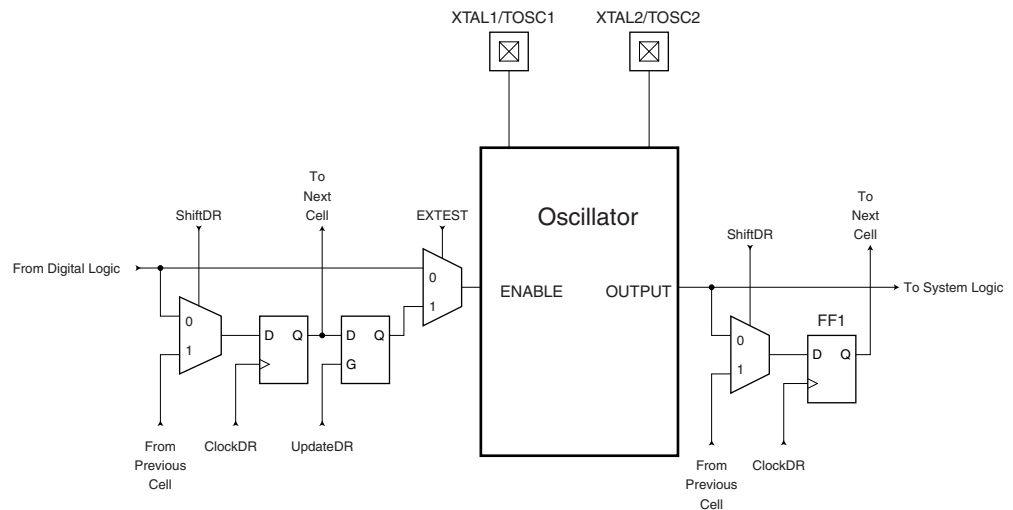 XTAL1/TOSC1
XTAL2/TOSC2
To
Next
Cell
ShiftDR
EXTEST
From Digital Logic
0
1
D Q
D Q
G
0
1
From
Previous
Cell
ClockDR
UpdateDR
Oscillator
ENABLE
OUTPUT
To
Next
Cell
ShiftDR
To System Logic
FF1
0
1
D Q
From
Previous
Cell
ClockDR